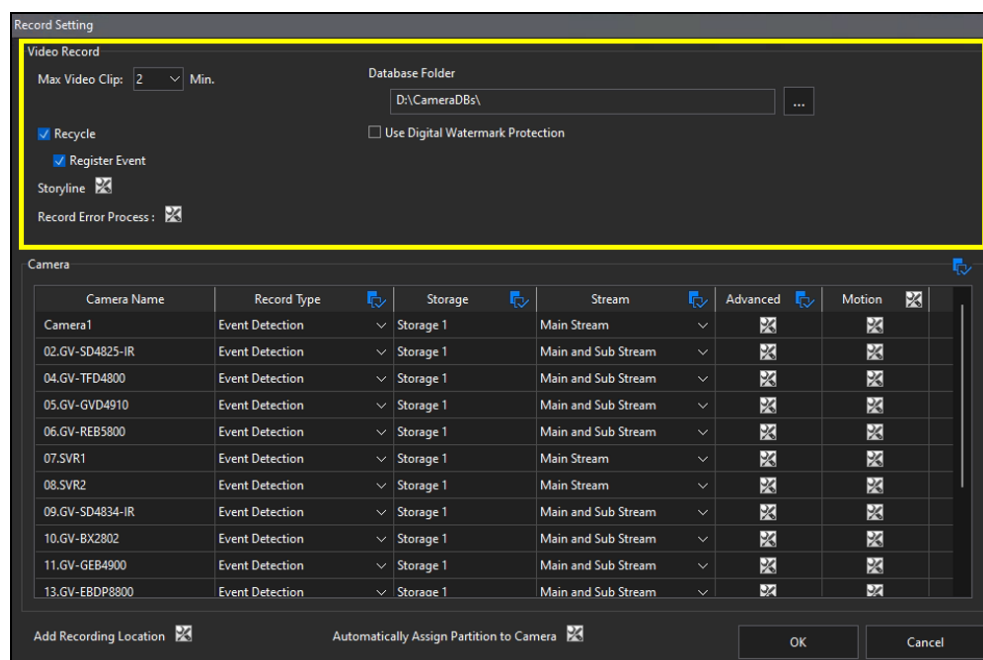 Record Setting
Video Record
Max Video Clip: 2 Min.
Database Folder
D:\CameraDBs\ ...
Recycle
Use Digital Watermark Protection
Register Event
Storyline
Record Error Process :
Camera
Camera Name Record Type Storage Stream Advanced Motion
Camera1 Event Detection Storage 1 Main Stream
02.GV-SD4825-IR Event Detection Storage 1 Main and Sub Stream
04.GV-TFD4800 Event Detection Storage 1 Main and Sub Stream
05.GV-GVD4910 Event Detection Storage 1 Main and Sub Stream
06.GV-REB5800 Event Detection Storage 1 Main and Sub Stream
07.SVR1 Event Detection Storage 1 Main Stream
08.SVR2 Event Detection Storage 1 Main Stream
09.GV-SD4834-IR Event Detection Storage 1 Main and Sub Stream
10.GV-BX2802 Event Detection Storage 1 Main and Sub Stream
11.GV-GEB4900 Event Detection Storage 1 Main and Sub Stream
13.GV-EBDP8800 Event Detection Storage 1 Main and Sub Stream
Add Recording Location Automatically Assign Partition to Camera OK Cancel